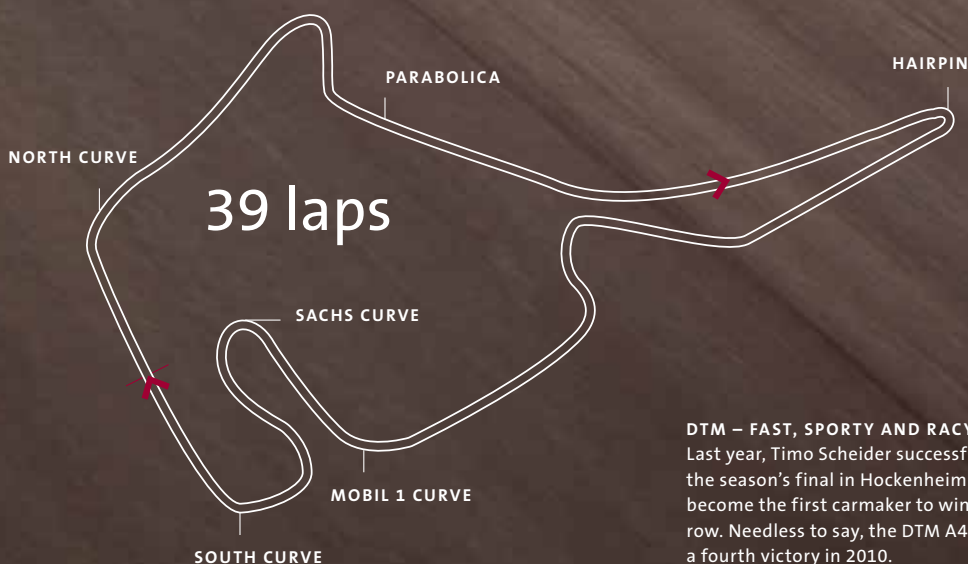 HAIRPIN
PARABOLICA
NORTH CURVE
39 laps
SACHS CURVE
MOBIL 1 CURVE
SOUTH CURVE
DTM – FAST, SPORTY AND RACY
Last year, Timo Scheider successf
the season’s final in Hockenheim
become the first carmaker to win
row. Needless to say, the DTM A4
a fourth victory in 2010.